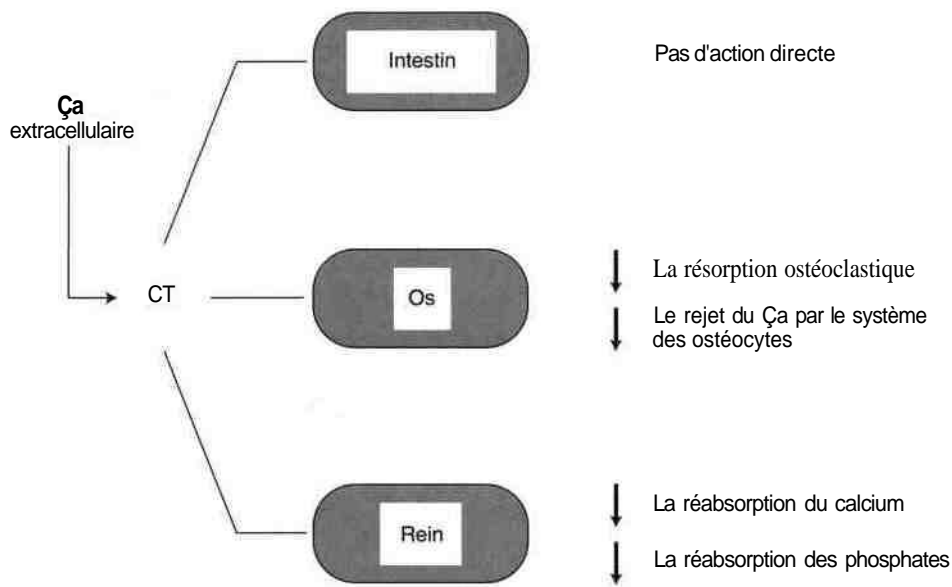 Intestin
Pas d'action directe
Ça
extracellulaire
CT
Os
La résorption ostéoclastique
Le rejet du Ça par le système
des ostéocytes
Rein
La réabsorption du calcium
La réabsorption des phosphates